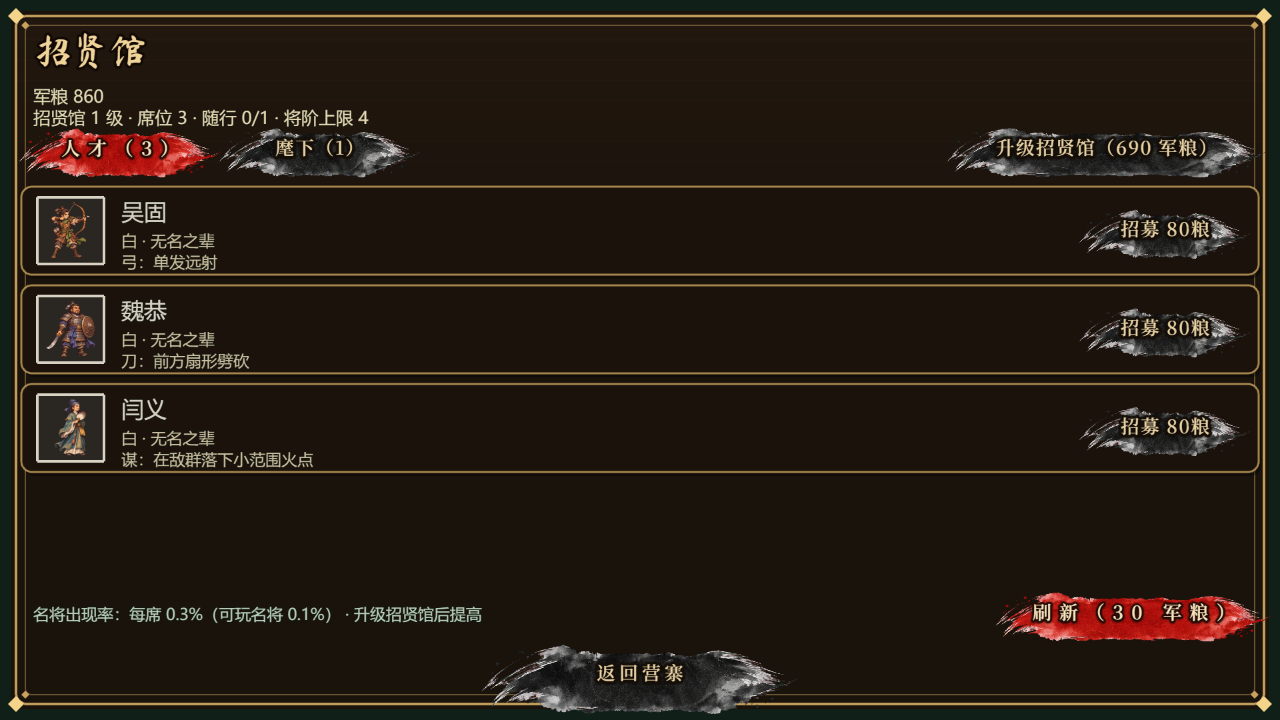 招贤馆
军粮 860
招贤馆 1 级 · 席位 3 · 随行 0/1 · 将阶上限 4
人才（3）
麾下（1）
升级招贤馆（690 军粮）
吴固
白 · 无名之辈
弓：单发远射
招募 80粮
魏恭
白 · 无名之辈
刀：前方扇形劈砍
招募 80粮
闫义
白 · 无名之辈
谋：在敌群落下小范围火点
招募 80粮
名将出现率：每席 0.3%（可玩名将 0.1%） · 升级招贤馆后提高
刷新（30 军粮）
返回营寨